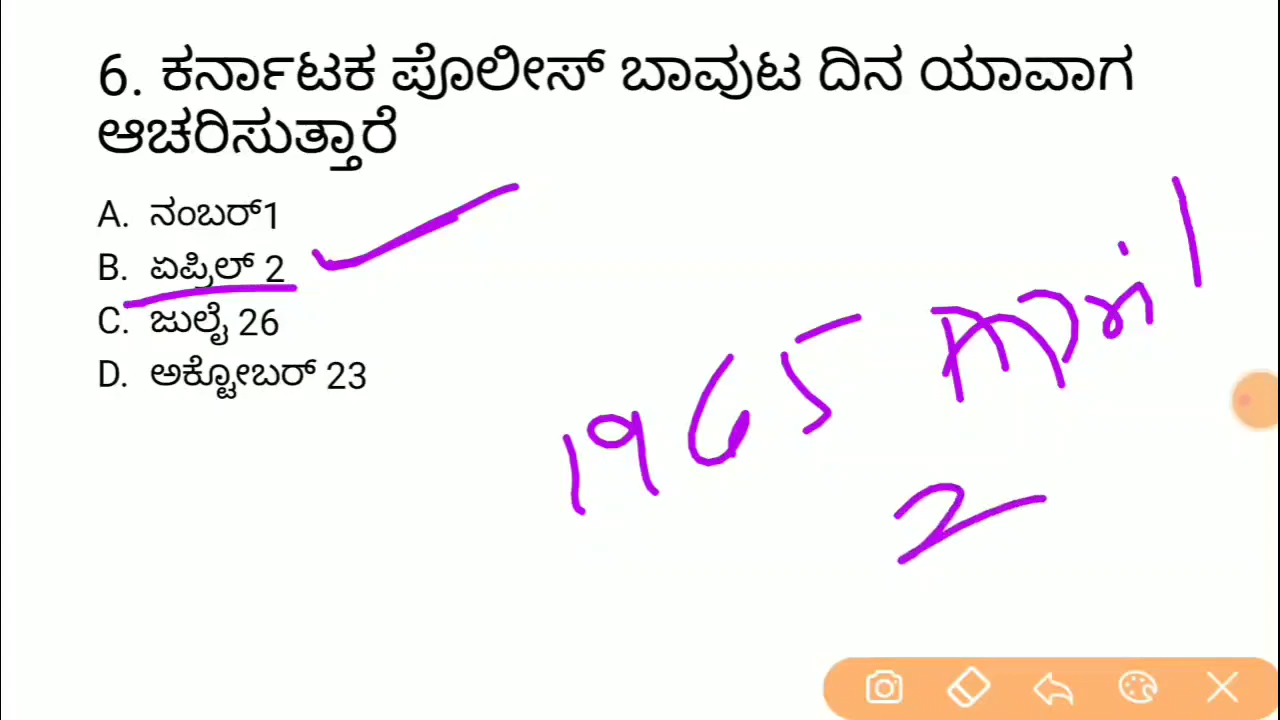 6. ಕರ್ನಾಟಕ ಪೊಲೀಸ್ ಬಾವುಟ ದಿನ ಯಾವಾಗ
ಆಚರಿಸುತ್ತಾರೆ
A. ನಂಬರ್1
B. ಏಪ್ರಿಲ್ 2
C. ಜುಲೈ 26
D. ಅಕ್ಟೋಬರ್ 23
1965 April
2